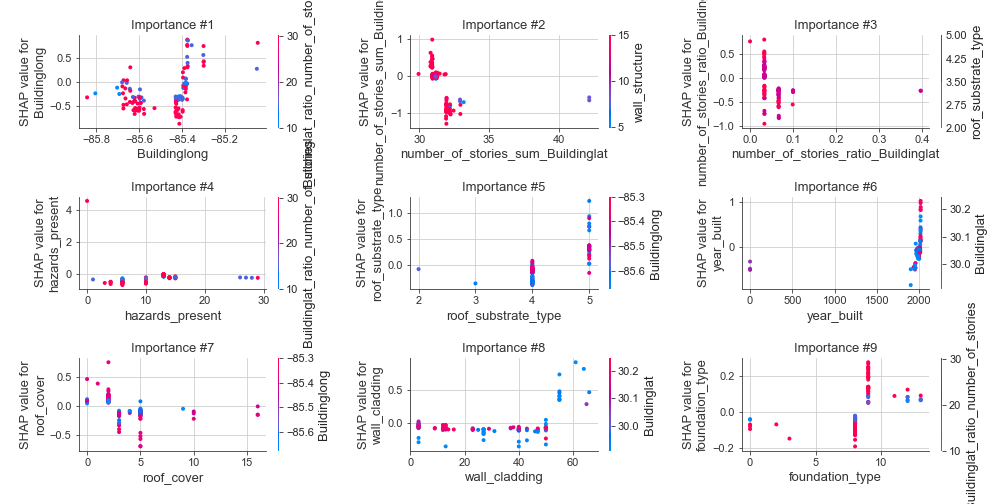 Importance #1
Importance #2
Importance #3
SHAP value for
Buildinglong
0.5
0.0
−0.5
−85.8
−85.6
−85.4
−85.2
Buildinglong
30
20
10
SHAP value for
number_of_stories_sum_Buildinglat
1
0
−1
30
35
40
number_of_stories_sum_Buildinglat
15
10
5
wall_structure
SHAP value for
number_of_stories_ratio_Buildinglat
0.5
0.0
−0.5
−1.0
0.0
0.1
0.2
0.3
0.4
number_of_stories_ratio_Buildinglat
5.00
4.25
3.50
2.75
2.00
roof_substrate_type
Importance #4
Importance #5
Importance #6
SHAP value for
hazards_present
4
2
0
0
10
20
30
hazards_present
30
20
10
Buildinglat_ratio_number_of_stories
SHAP value for
roof_substrate_type
1.0
0.5
0.0
2
3
4
5
roof_substrate_type
−85.3
−85.4
−85.5
−85.6
Buildinglong
SHAP value for
year_built
1
0
0
500
1000
1500
2000
year_built
30.2
30.1
30.0
Buildinglat
Importance #7
Importance #8
Importance #9
SHAP value for
roof_cover
0.5
0.0
−0.5
0
5
10
15
roof_cover
−85.3
−85.4
−85.5
−85.6
Buildinglong
SHAP value for
wall_cladding
0.5
0.0
0
20
40
60
wall_cladding
30.2
30.1
30.0
Buildinglat
SHAP value for
foundation_type
0.2
0.0
−0.2
0
5
10
foundation_type
30
20
10
Buildinglat_ratio_number_of_stories